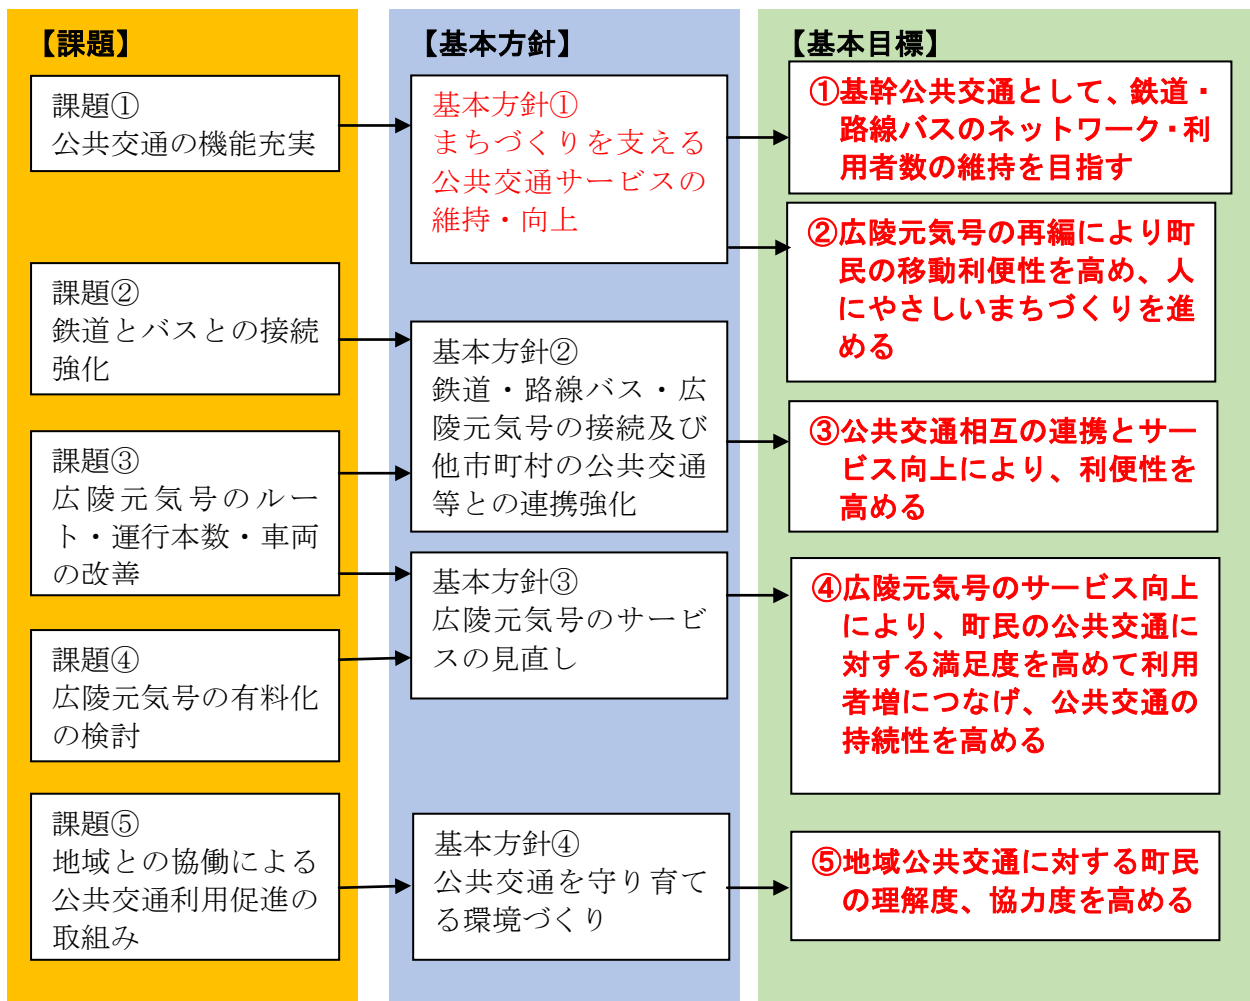 【課題】
課題①
公共交通の機能充実
課題②
鉄道とバスとの接続
強化
課題③
広陵元気号のルー
ト・運行本数・車両
の改善
課題④
広陵元気号の有料化
の検討
課題⑤
地域との協働による
公共交通利用促進の
取組み
【基本方針】
基本方針①
まちづくりを支える
公共交通サービスの
維持・向上
基本方針②
鉄道・路線バス・広
陵元気号の接続及び
他市町村の公共交通
等との連携強化
基本方針③
広陵元気号のサービ
スの見直し
基本方針④
公共交通を守り育て
る環境づくり
【基本目標】
①基幹公共交通として、鉄道・
路線バスのネットワーク・利
用者数の維持を目指す
②広陵元気号の再編により町
民の移動利便性を高め、人
にやさしいまちづくりを進
める
③公共交通相互の連携とサー
ビス向上により、利便性を
高める
④広陵元気号のサービス向上
により、町民の公共交通に
対する満足度を高めて利用
者増につなげ、公共交通の
持続性を高める
⑤地域公共交通に対する町民
の理解度、協力度を高める